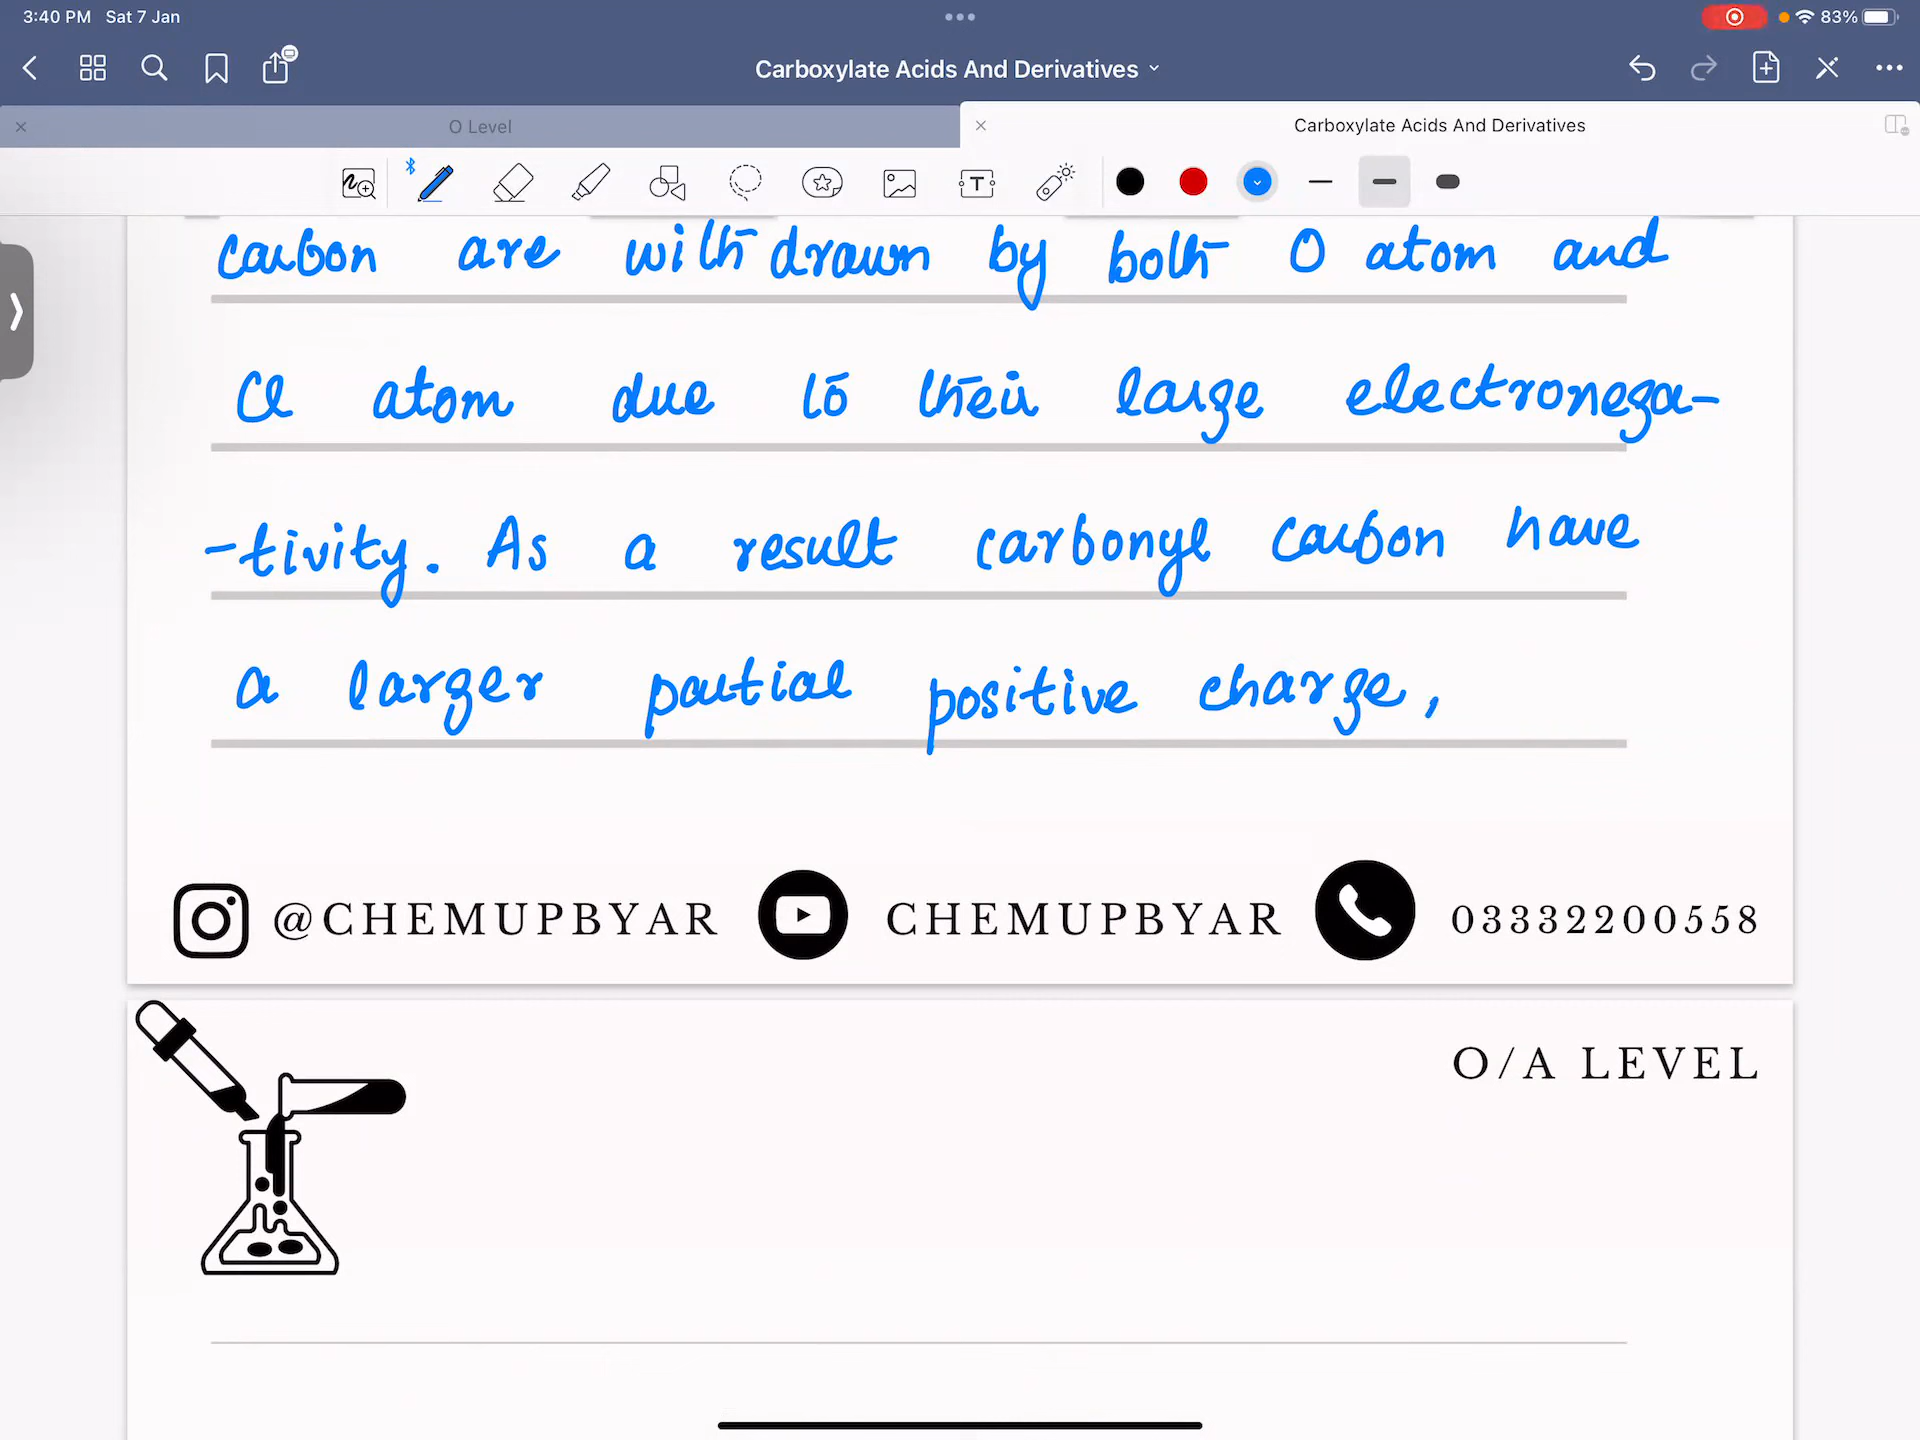 3:40 PM Sat 7 Jan
83%
Carboxylate Acids And Derivatives
O Level
Carboxylate Acids And Derivatives
T
carbon are withdrawn by both O atom and
Cl atom due to their large electronega-
-tivity. As a result carbonyl carbon have
a larger partial positive charge,
@CHEMUPBYAR CHEMUPBYAR 03332200558
O/A LEVEL